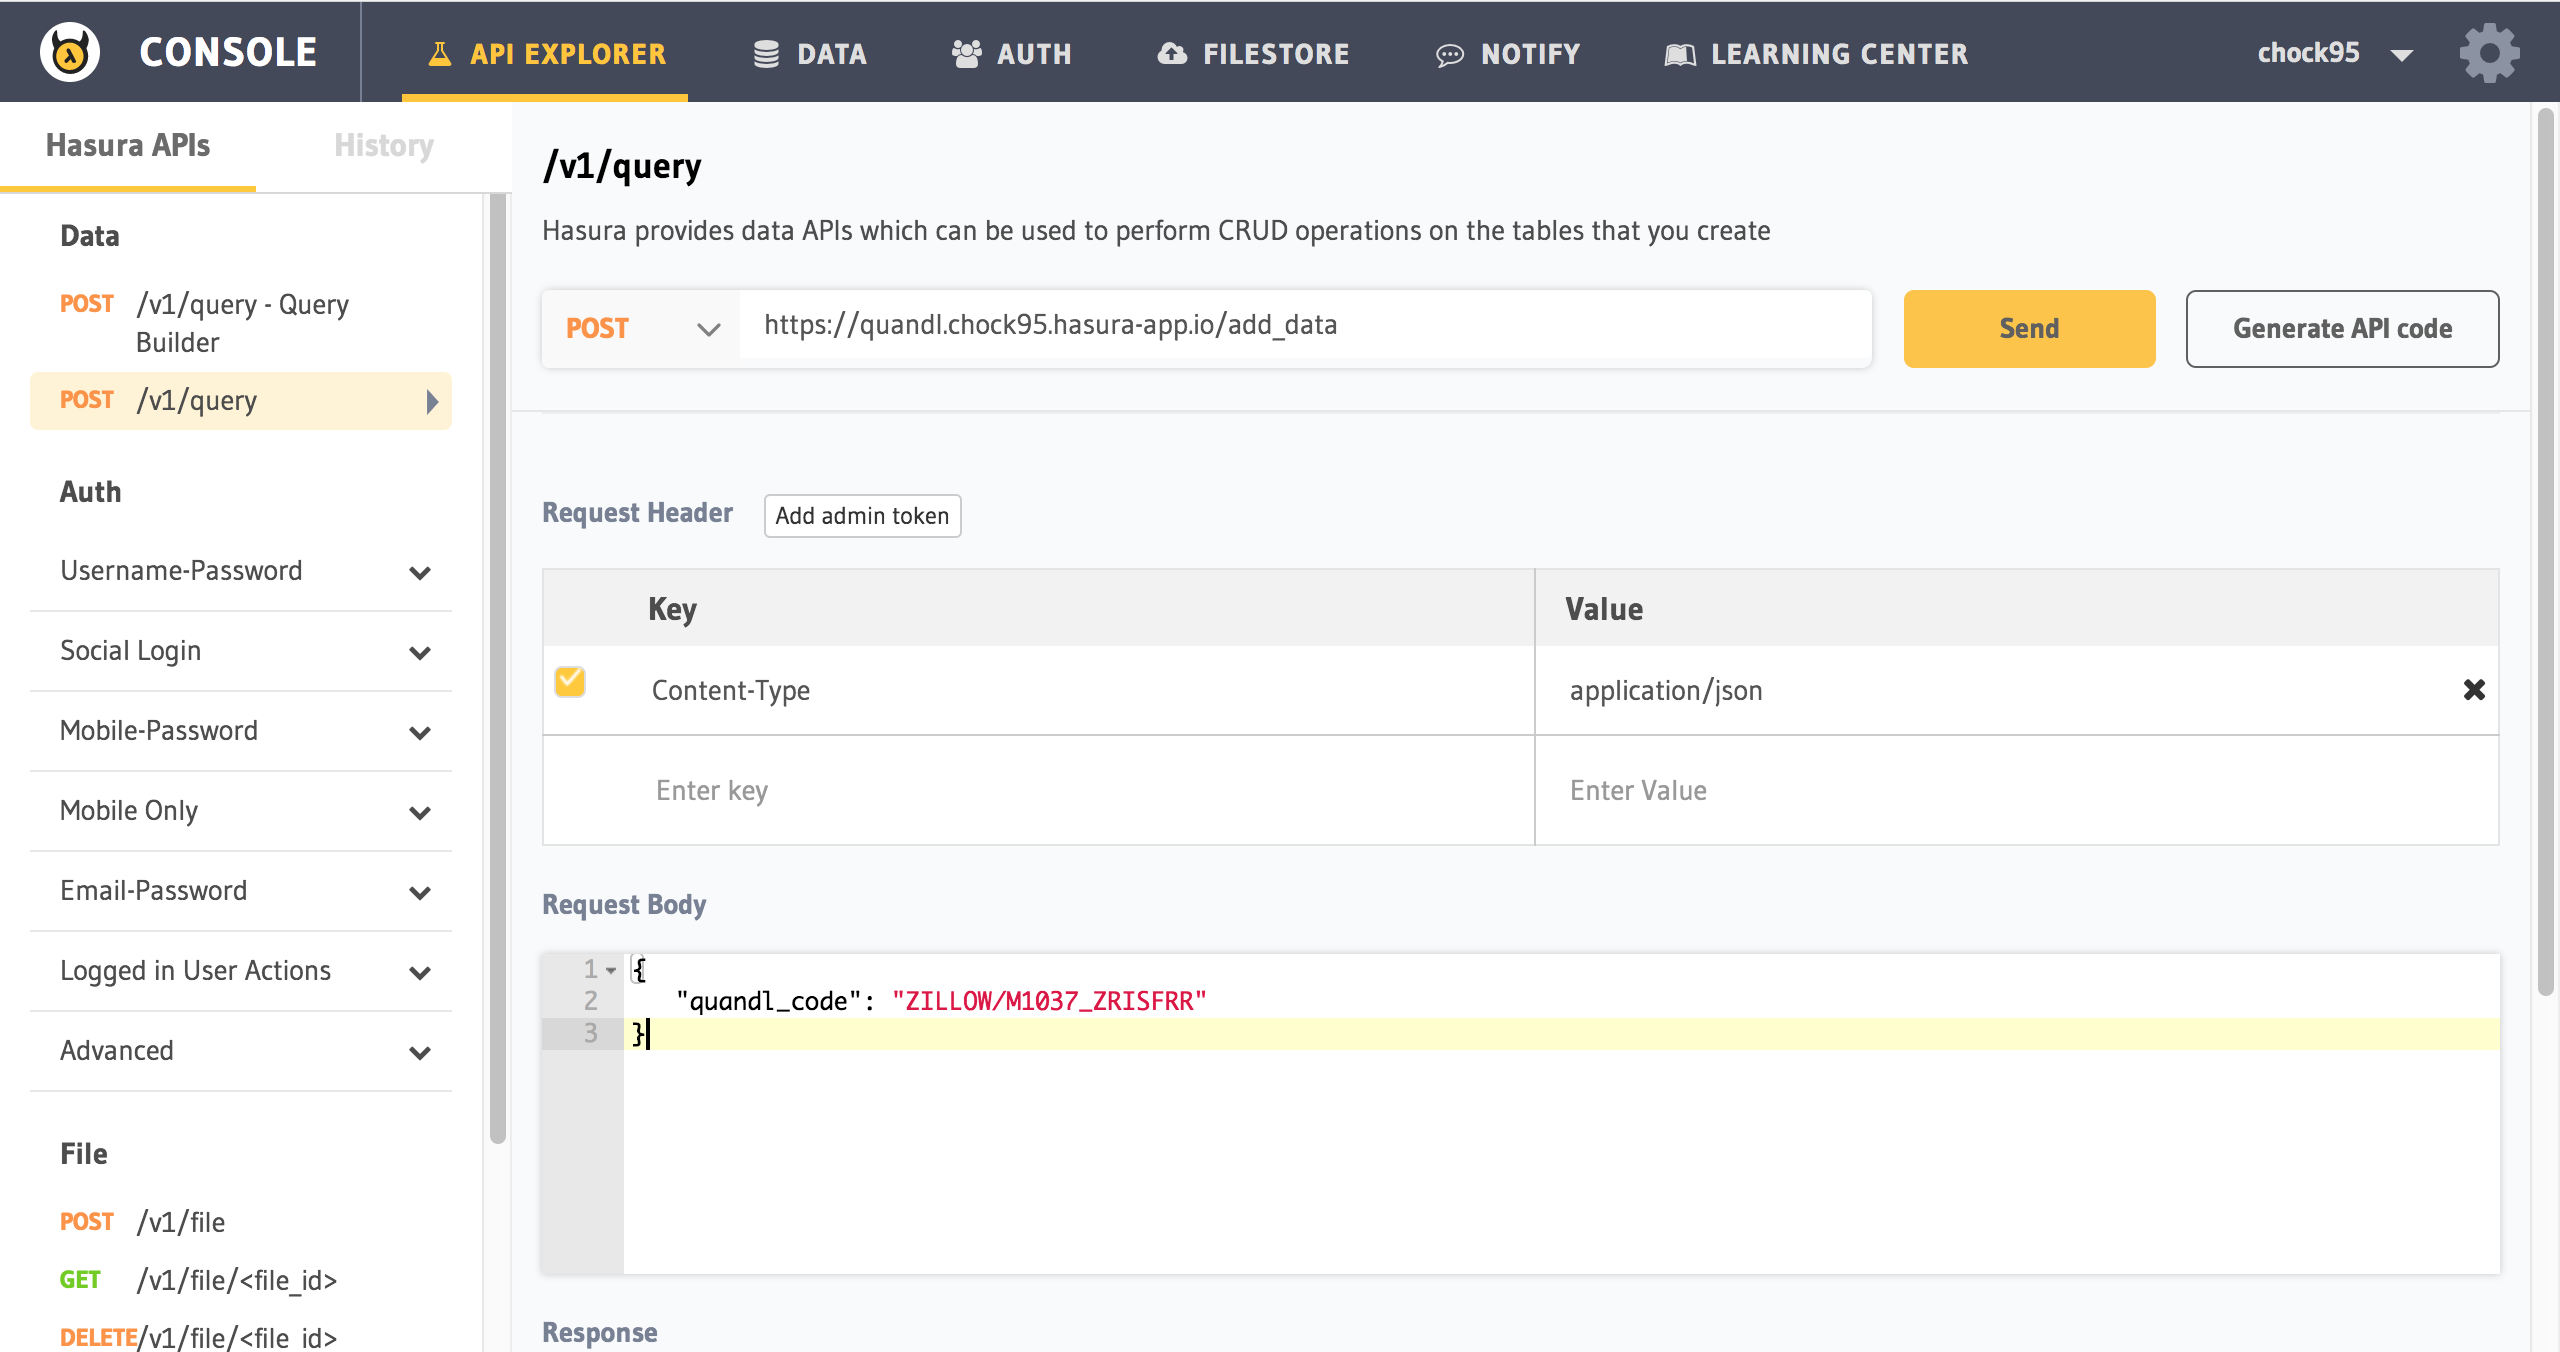 CONSOLE
API EXPLORER
DATA
AUTH
FILESTORE
NOTIFY
LEARNING CENTER
chock95
Hasura APIs
History
Data
POST /v1/query - Query
Builder
POST /v1/query
Auth
Username-Password
Social Login
Mobile-Password
Mobile Only
Email-Password
Logged in User Actions
Advanced
File
POST /v1/file
GET /v1/file/<file_id>
DELETE /v1/file/<file_id>
/v1/query
Hasura provides data APIs which can be used to perform CRUD operations on the tables that you create
POST https://quandl.chock95.hasura-app.io/add_data
Send
Generate API code
Request Header
Add admin token
Key Value
Content-Type application/json
Enter key Enter Value
Request Body
1 {
2 "quandl_code": "ZILLOW/M1037_ZRISFRR"
3 }
Response